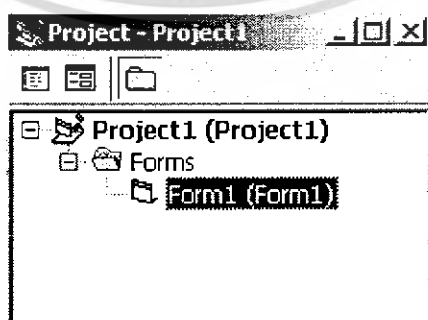 Project - Project1
Project1 (Project1)
Forms
Form1 (Form1)